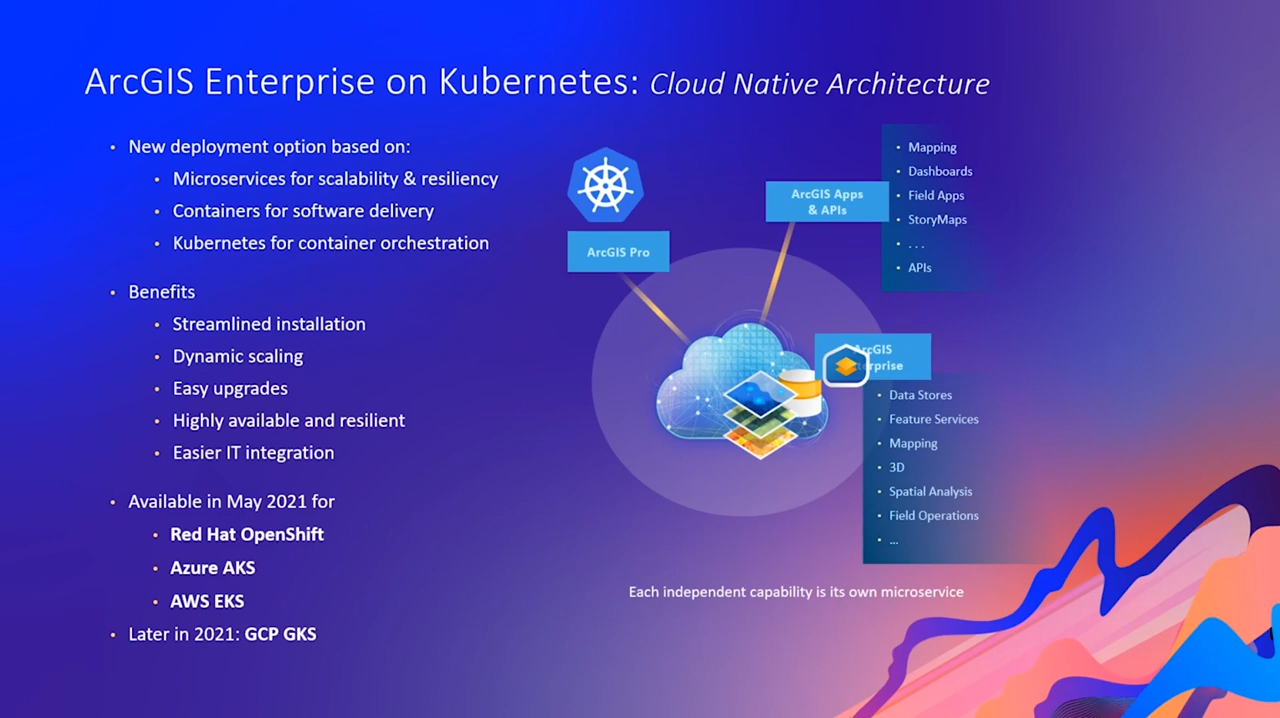 ArcGIS Enterprise on Kubernetes: Cloud Native Architecture
• New deployment option based on:
• Microservices for scalability & resiliency
• Containers for software delivery
• Kubernetes for container orchestration
• Benefits
• Streamlined installation
• Dynamic scaling
• Easy upgrades
• Highly available and resilient
• Easier IT integration
• Available in May 2021 for
• Red Hat OpenShift
• Azure AKS
• AWS EKS
• Later in 2021: GCP GKS
ArcGIS Pro
ArcGIS Apps
& APIs
• Mapping
• Dashboards
• Field Apps
• StoryMaps
• . . .
• APIs
• Data Stores
• Feature Services
• Mapping
• 3D
• Spatial Analysis
• Field Operations
• ...
Each independent capability is its own microservice